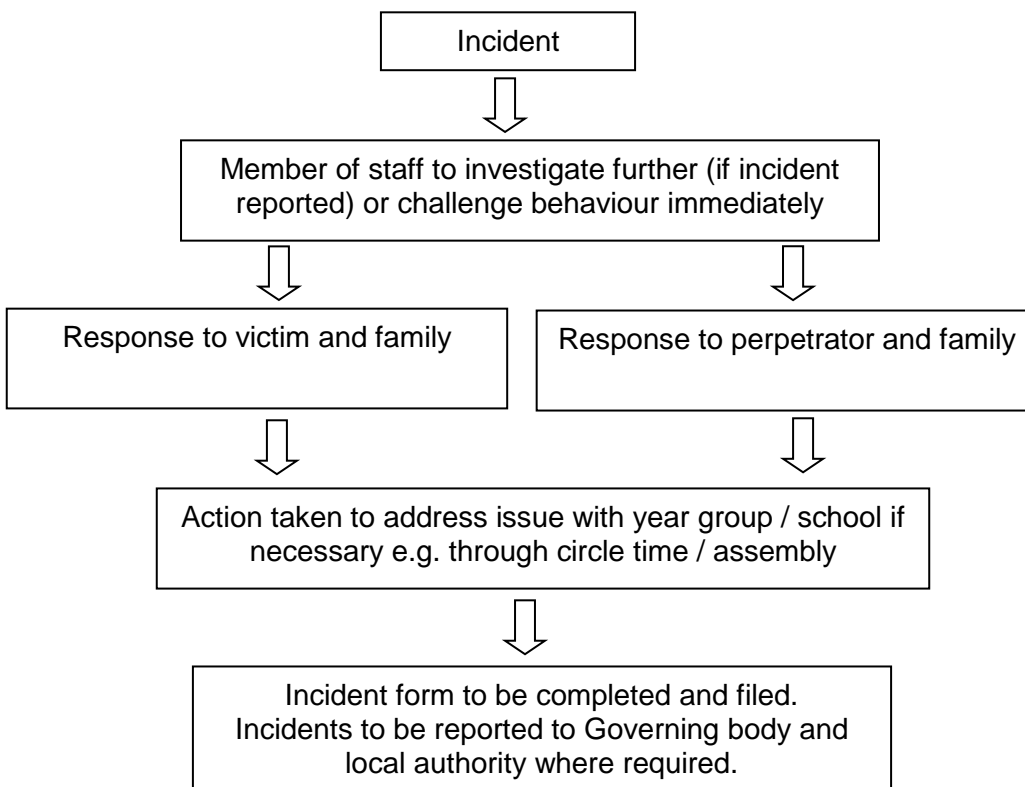 Incident
Member of staff to investigate further (if incident
reported) or challenge behaviour immediately
Response to victim and family
Response to perpetrator and family
Action taken to address issue with year group / school if
necessary e.g. through circle time / assembly
Incident form to be completed and filed.
Incidents to be reported to Governing body and
local authority where required.